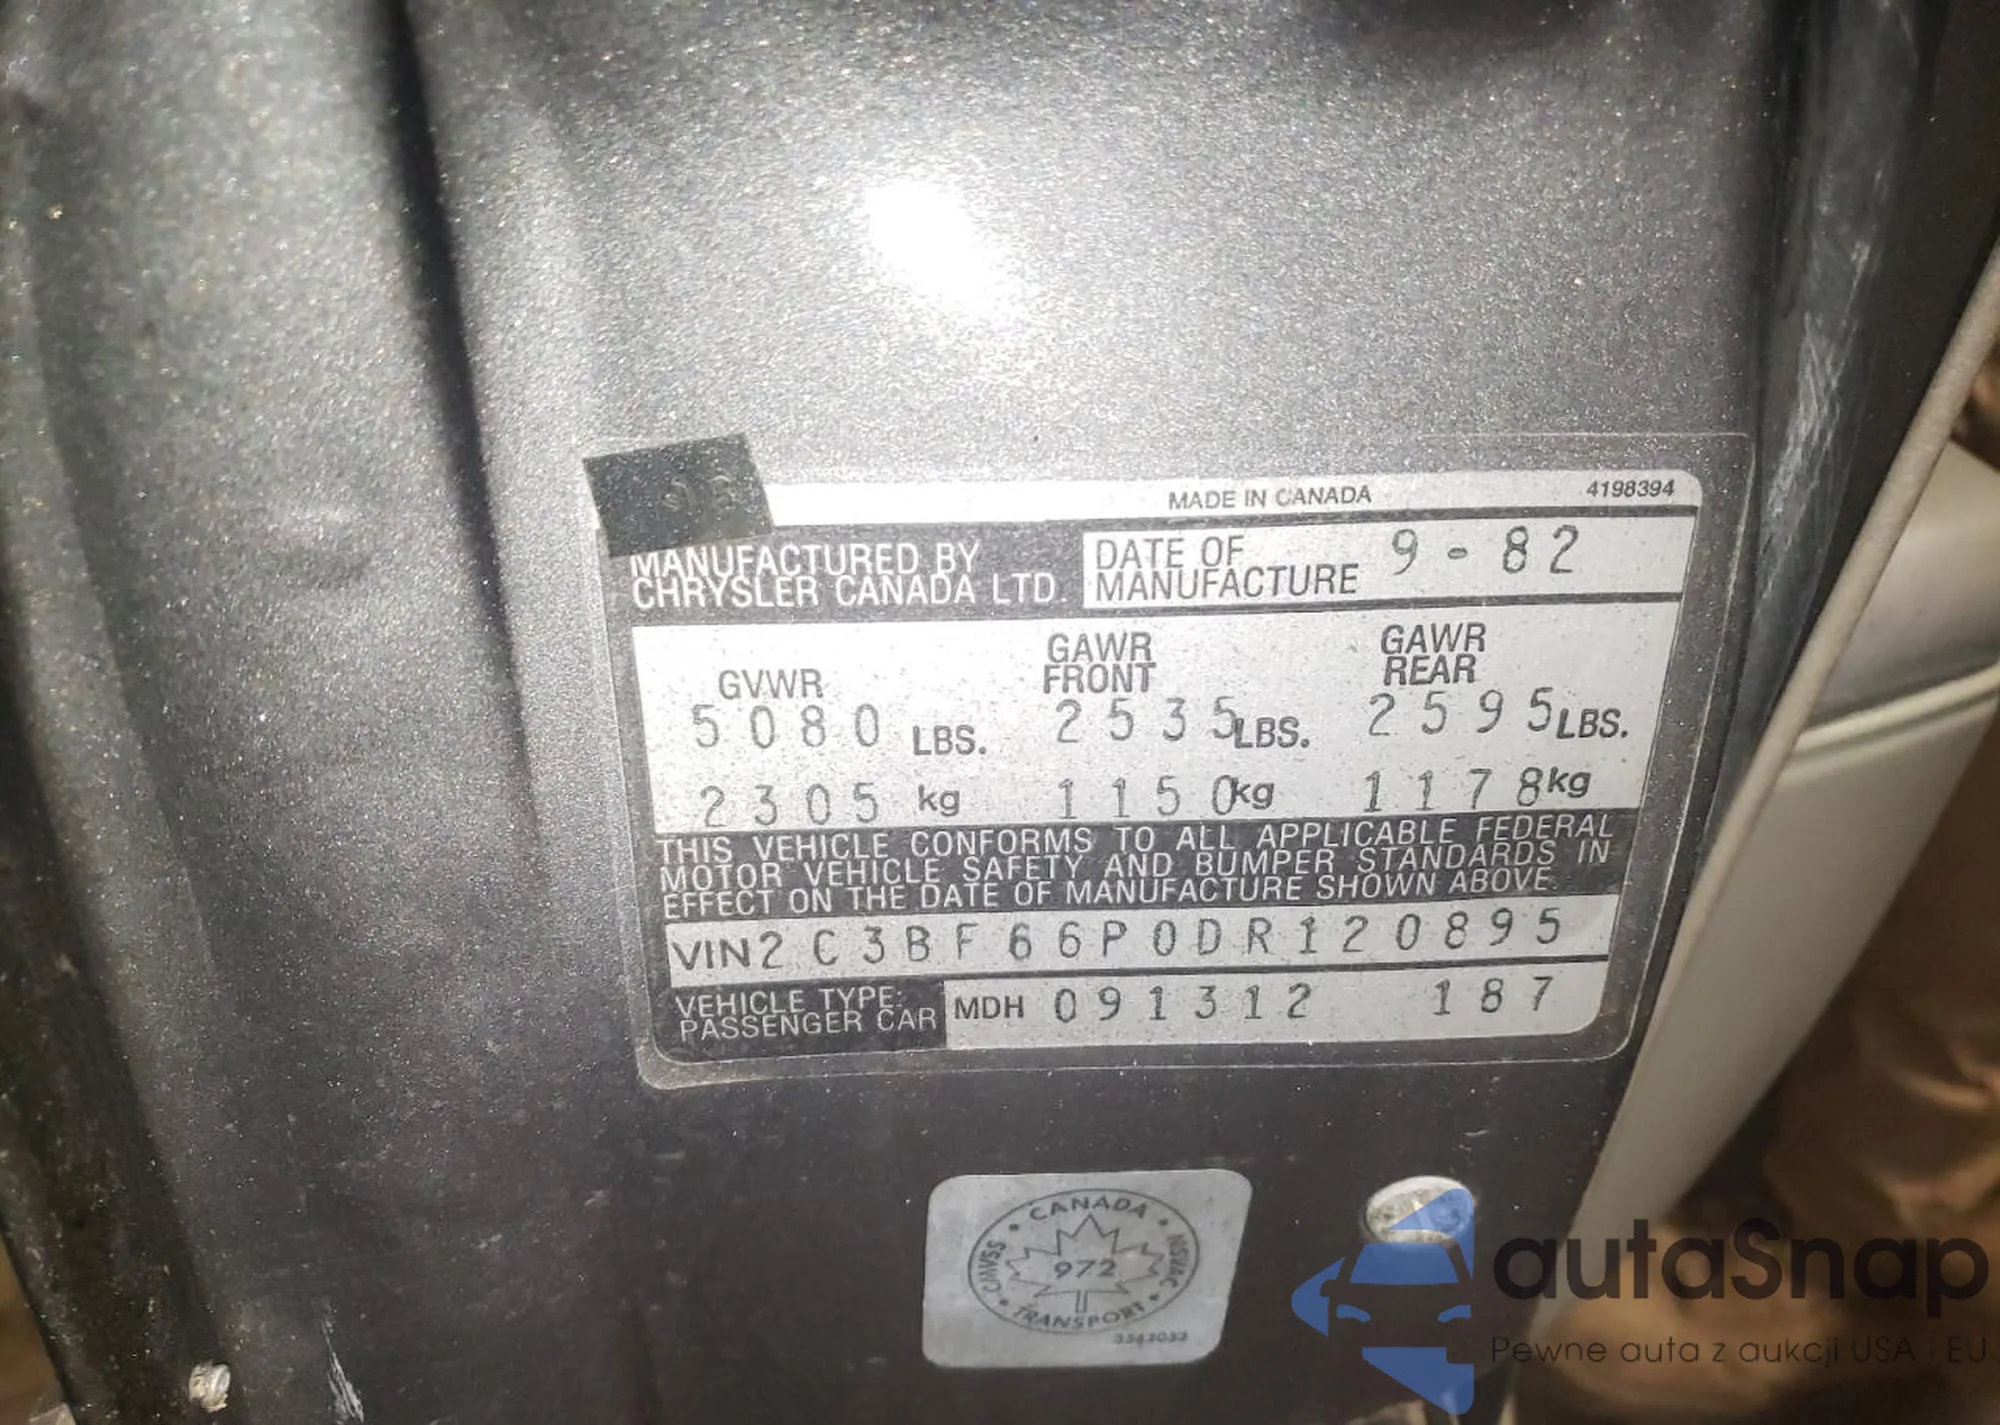 MADE IN CANADA 4198394
MANUFACTURED BY
CHRYSLER CANADA LTD.
DATE OF
MANUFACTURE 9-82
GVWR
5080 LBS.
2305 kg
GAWR
FRONT
2535 LBS.
1150 kg
GAWR
REAR
2595 LBS.
1178 kg
THIS VEHICLE CONFORMS TO ALL APPLICABLE FEDERAL
MOTOR VEHICLE SAFETY AND BUMPER STANDARDS IN
EFFECT ON THE DATE OF MANUFACTURE SHOWN ABOVE.
VIN 2C3BF66P0DR120895
VEHICLE TYPE:
PASSENGER CAR
MDH 091312 187
CANADA
CMVSS
NSVAC
972
TRANSPORT
autaSnap
Pewne auta z aukcji USA i EU